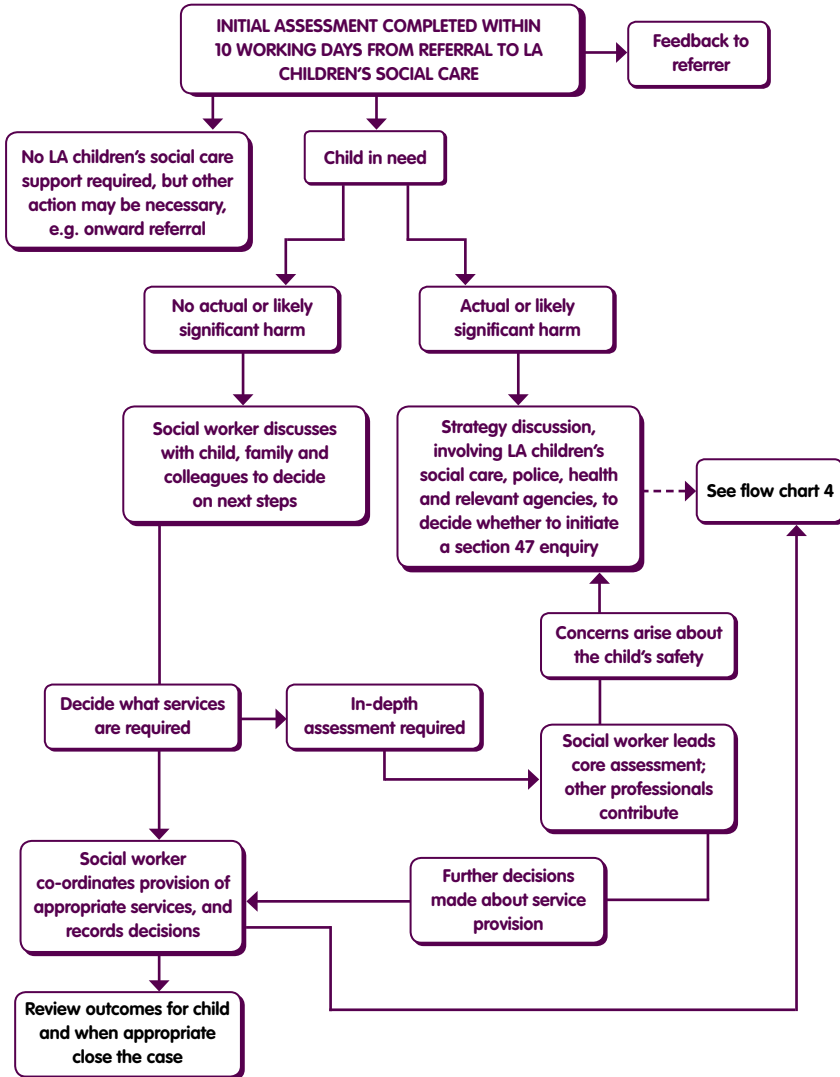 INITIAL ASSESSMENT COMPLETED WITHIN
10 WORKING DAYS FROM REFERRAL TO LA
CHILDREN'S SOCIAL CARE
Feedback to
referrer
No LA children's social care
support required, but other
action may be necessary,
e.g. onward referral
Child in need
No actual or likely
significant harm
Actual or likely
significant harm
Social worker discusses
with child, family and
colleagues to decide
on next steps
Strategy discussion,
involving LA children's
social care, police, health
and relevant agencies, to
decide whether to initiate
a section 47 enquiry
See flow chart 4
Concerns arise about
the child's safety
Decide what services
are required
In-depth
assessment required
Social worker leads
core assessment;
other professionals
contribute
Social worker
co-ordinates provision of
appropriate services, and
records decisions
Further decisions
made about service
provision
Review outcomes for child
and when appropriate
close the case